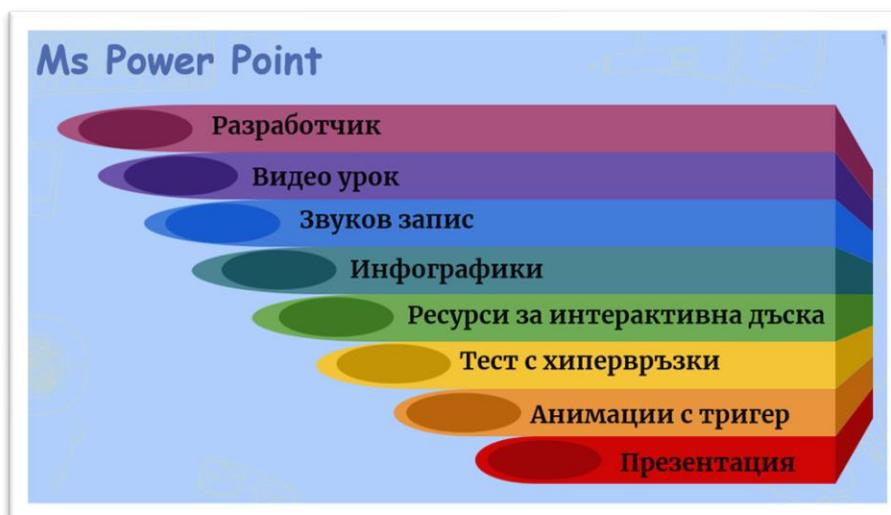 Ms Power Point
Разработчик
Видео урок
Звуков запис
Инфографики
Ресурси за интерактивна дъска
Тест с хипервръзки
Анимации с тригер
Презентация